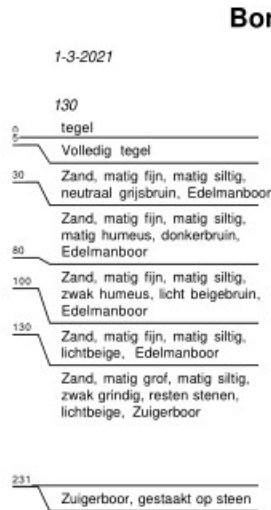 Bor
1-3-2021
130
0
tegel
5
Volledig tegel
30
Zand, matig fijn, matig siltig,
neutraal grijsbruin, Edelmanboor
Zand, matig fijn, matig siltig,
matig humeus, donkerbruin,
80
Edelmanboor
100
Zand, matig fijn, matig siltig,
zwak humeus, licht beigebruin,
Edelmanboor
130
Zand, matig fijn, matig siltig,
lichtbeige, Edelmanboor
Zand, matig grof, matig siltig,
zwak grindig, resten stenen,
lichtbeige, Zuigerboor
231
Zuigerboor, gestaakt op steen